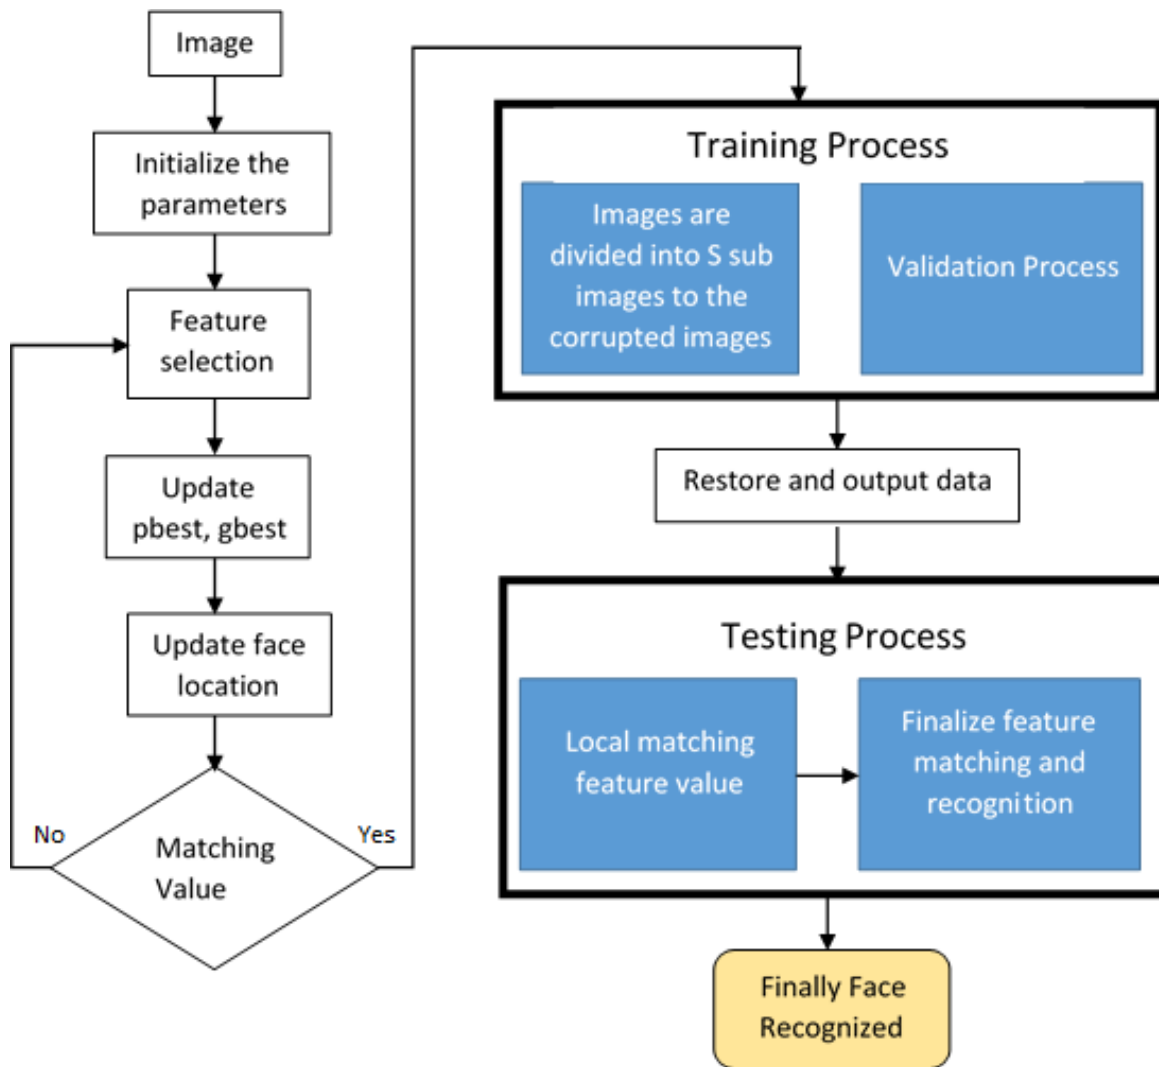 Image
Initialize the
parameters
Feature
selection
Update
pbest, gbest
Update face
location
No
Yes
Matching
Value
Training Process
Images are
divided into S sub
images to the
corrupted images
Validation Process
Restore and output data
Testing Process
Local matching
feature value
Finalize feature
matching and
recognition
Finally Face
Recognized